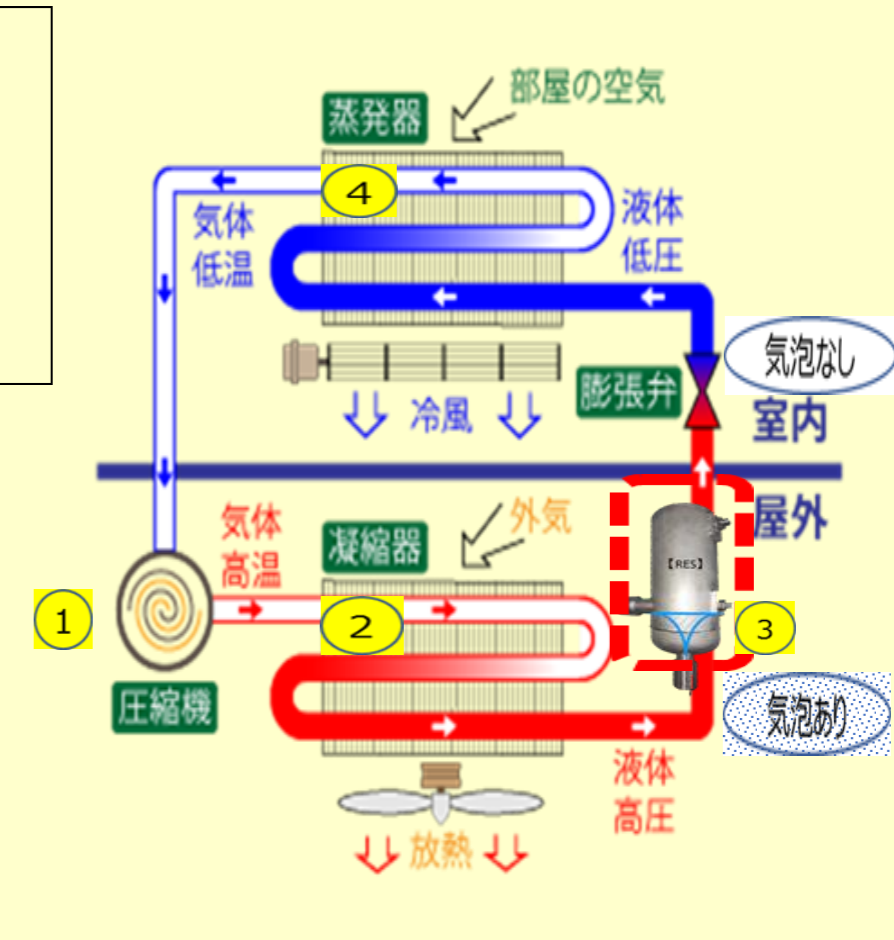 部屋の空気
蒸発器
4
気体
低温
液体
低圧
気泡なし
膨張弁
冷風
室内
屋外
気体
高温
凝縮器
外気
【RES】
1
2
3
圧縮機
気泡あり
液体
高圧
放熱